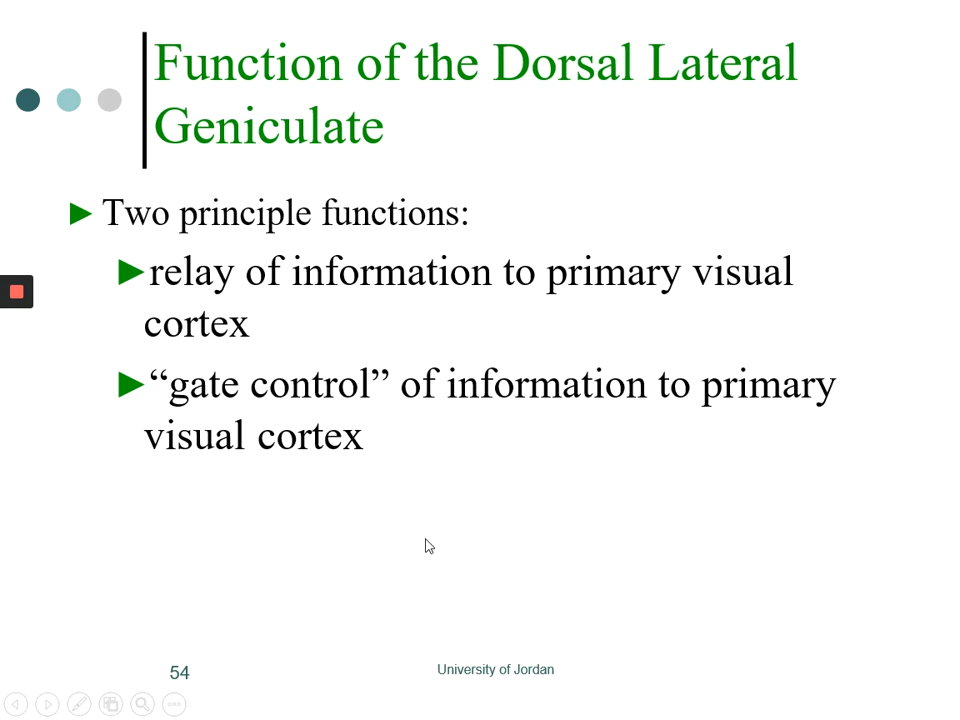 Function of the Dorsal Lateral
Geniculate
► Two principle functions:
►relay of information to primary visual
cortex
►“gate control” of information to primary
visual cortex
54
University of Jordan